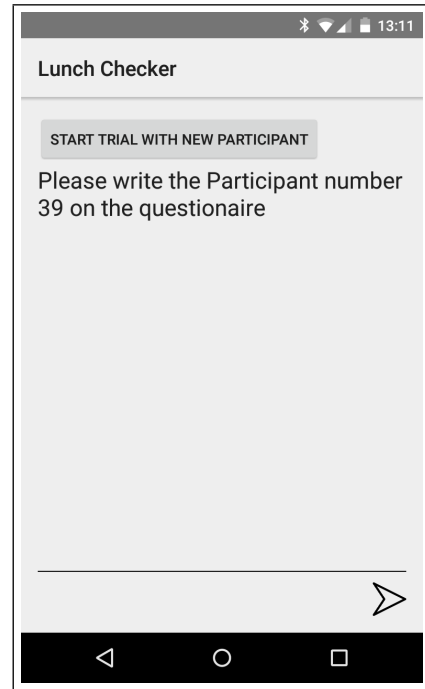 13:11
Lunch Checker
START TRIAL WITH NEW PARTICIPANT
Please write the Participant number
39 on the questionaire